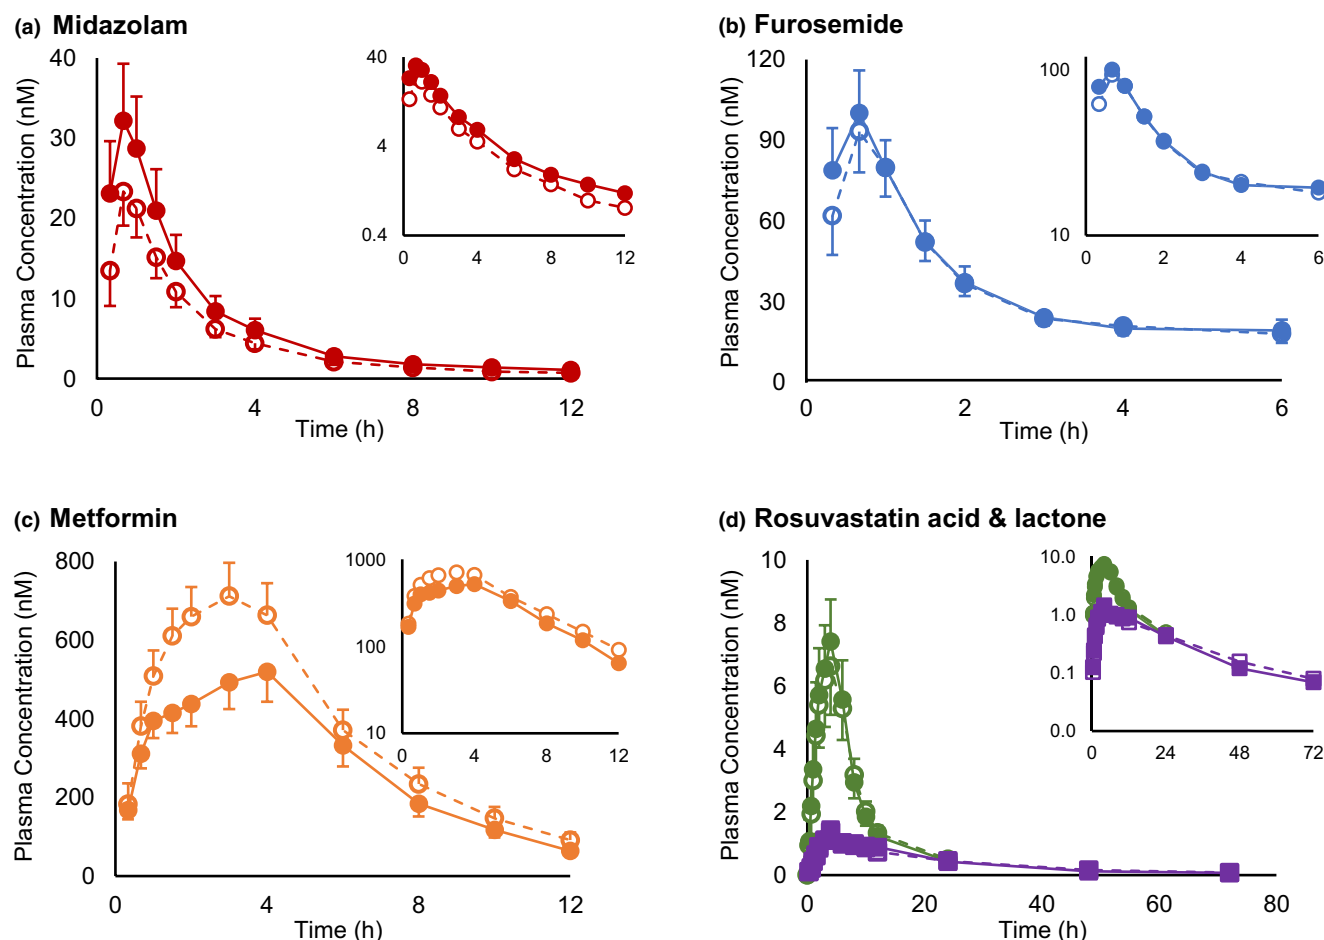 (a) Midazolam
Plasma Concentration (nM)
40
30
20
10
0
0 4 8 12
Time (h)
40
4
0.4
0 4 8 12
(b) Furosemide
Plasma Concentration (nM)
120
90
60
30
0
0 2 4 6
Time (h)
100
10
0 2 4 6
(c) Metformin
Plasma Concentration (nM)
800
600
400
200
0
0 4 8 12
Time (h)
1000
100
10
0 4 8 12
(d) Rosuvastatin acid & lactone
Plasma Concentration (nM)
10
8
6
4
2
0
0 20 40 60 80
Time (h)
10.0
1.0
0.1
0.0
0 24 48 72